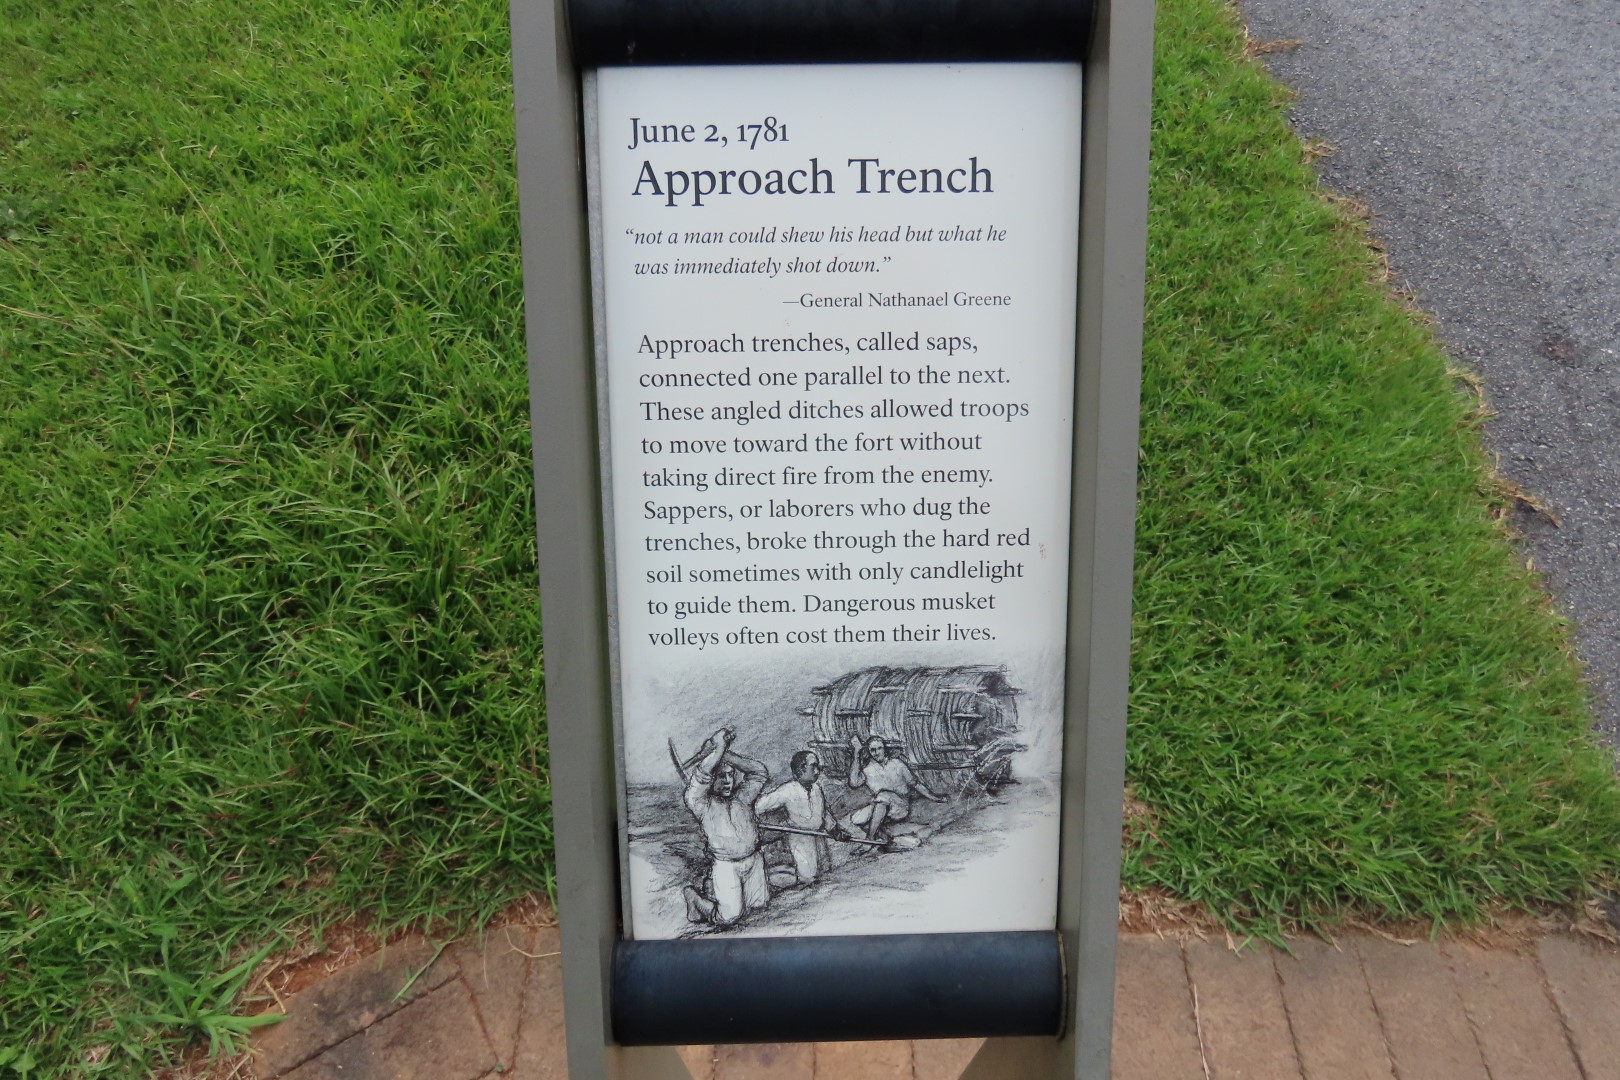 June 2, 1781
Approach Trench
“not a man could shew his head but what he
was immediately shot down.”
—General Nathanael Greene
Approach trenches, called saps,
connected one parallel to the next.
These angled ditches allowed troops
to move toward the fort without
taking direct fire from the enemy.
Sappers, or laborers who dug the
trenches, broke through the hard red
soil sometimes with only candlelight
to guide them. Dangerous musket
volleys often cost them their lives.